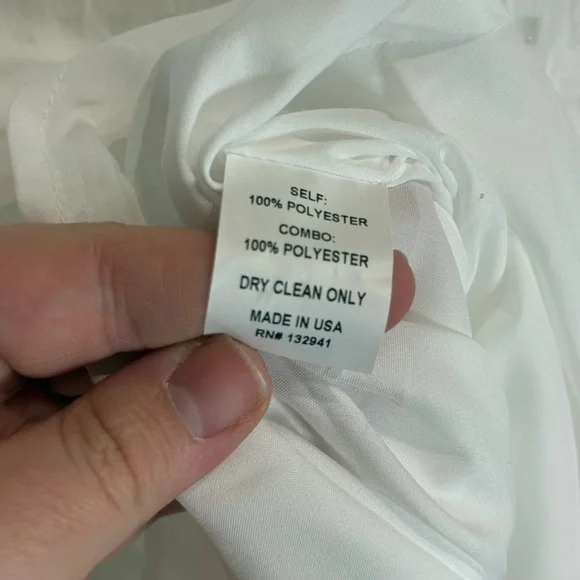 SELF:
100% POLYESTER
COMBO:
100% POLYESTER
DRY CLEAN ONLY
MADE IN USA
RN# 132941